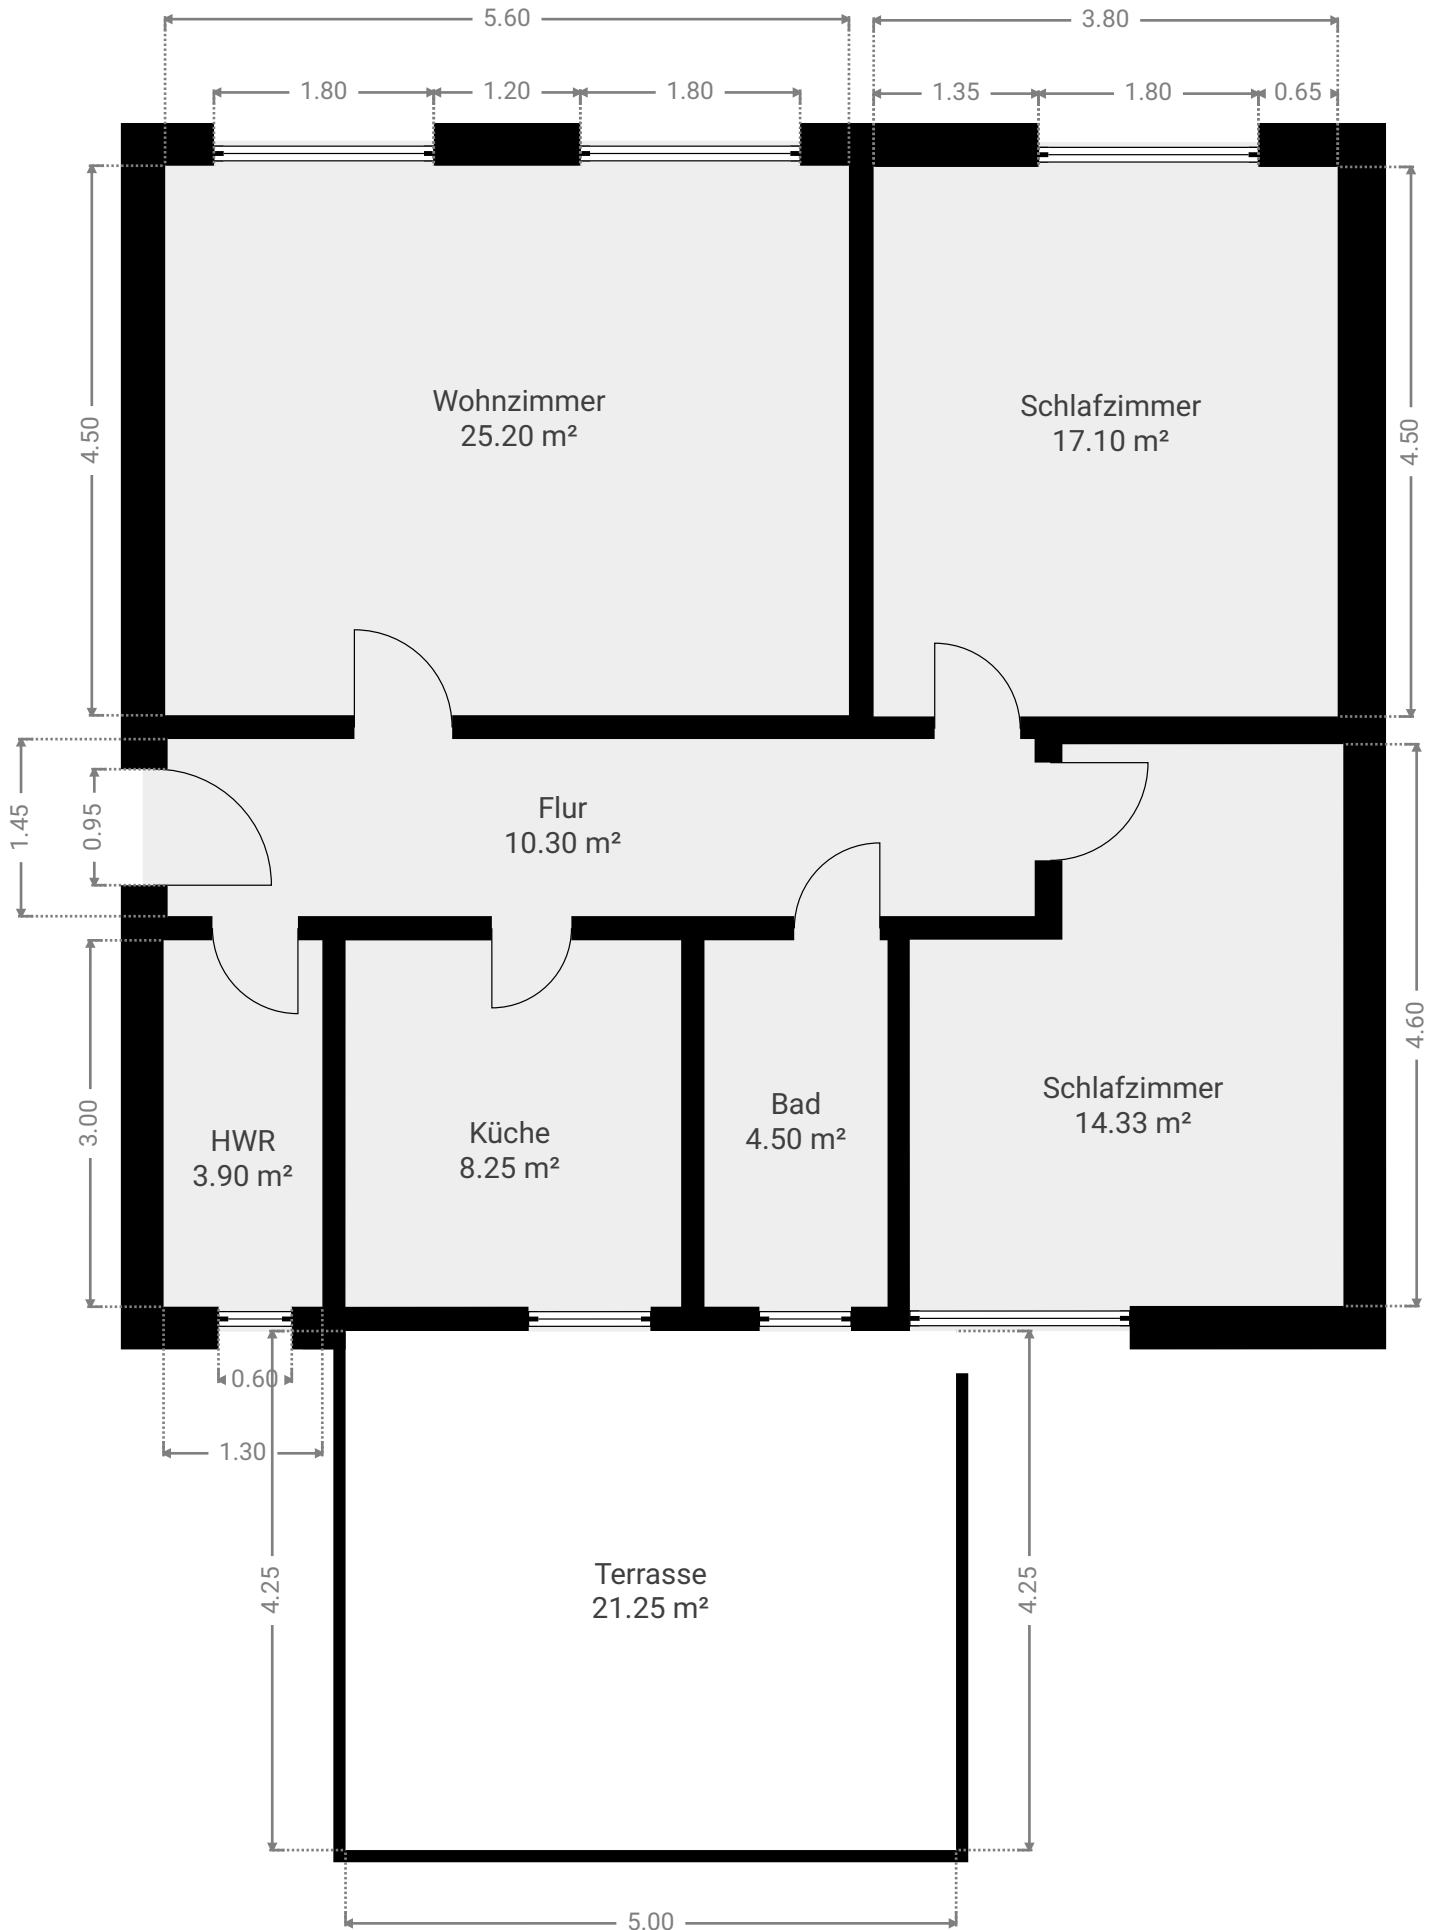 5.60
3.80
1.80
1.20
1.80
1.35
1.80
0.65
4.50
Wohnzimmer
25.20 m²
Schlafzimmer
17.10 m²
4.50
1.45
0.95
Flur
10.30 m²
4.60
3.00
HWR
3.90 m²
Küche
8.25 m²
Bad
4.50 m²
Schlafzimmer
14.33 m²
0.60
1.30
4.25
Terrasse
21.25 m²
4.25
5.00